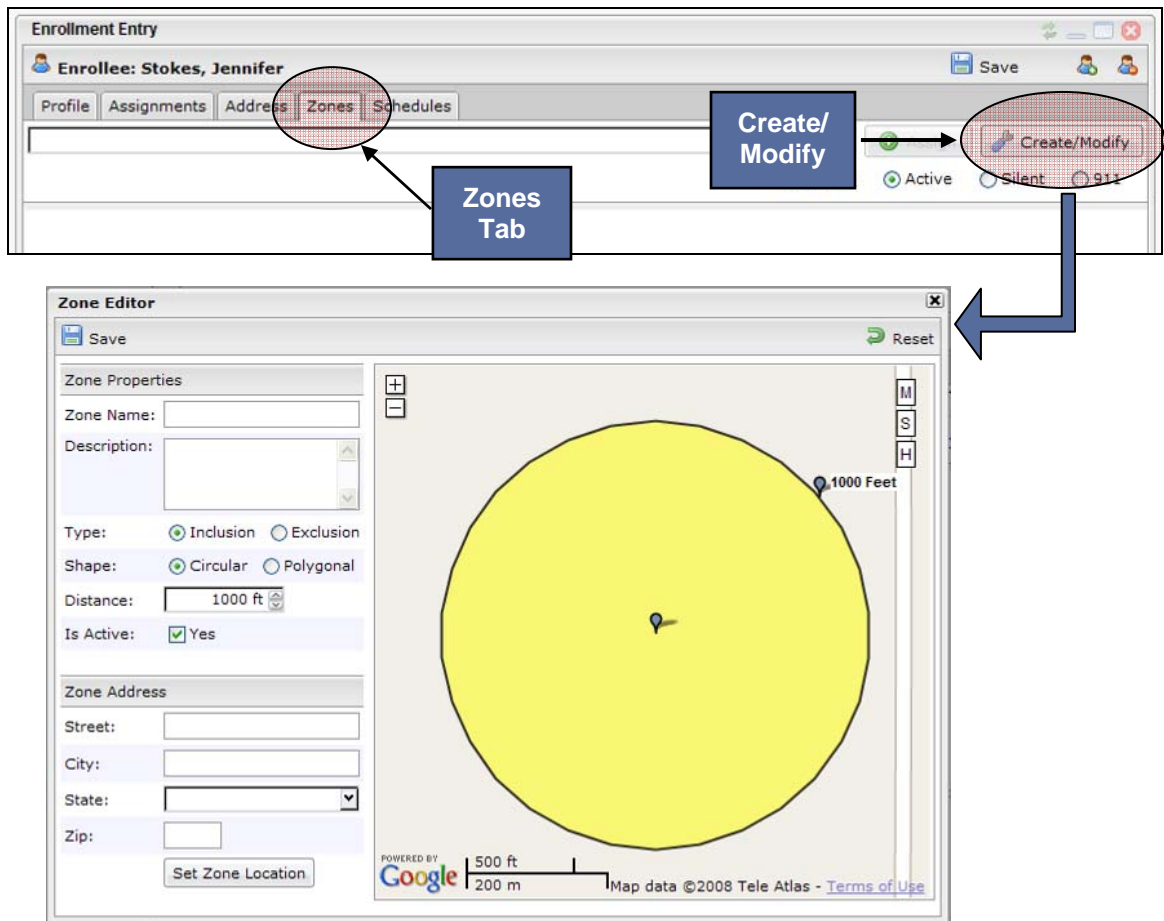 Enrollment Entry
Enrollee: Stokes, Jennifer
Save
Profile Assignments Address Zones Schedules
Create/
Modify
Create/Modify
Active Silent 911
Zones
Tab
Zone Editor
Save
Reset
Zone Properties
Zone Name:
Description:
Type: Inclusion Exclusion
Shape: Circular Polygonal
Distance: 1000 ft
Is Active: Yes
Zone Address
Street:
City:
State:
Zip:
Set Zone Location
M
S
H
1000 Feet
POWERED BY
Google
500 ft
200 m
Map data ©2008 Tele Atlas - Terms of Use